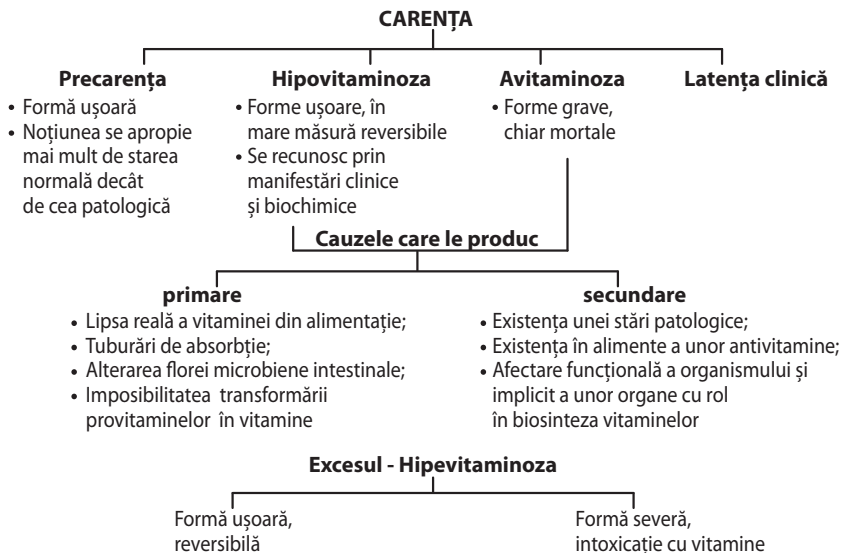 CARENȚA
Precarența
• Formă ușoară
• Noțiunea se apropie
mai mult de starea
normală decât
de cea patologică
Hipovitaminoza
• Forme ușoare, în
mare măsură reversibile
• Se recunosc prin
manifestări clinice
și biochimice
Avitaminoza
• Forme grave,
chiar mortale
Latența clinică
Cauzele care le produc
primare
• Lipsa reală a vitaminei din alimentație;
• Tuburări de absorbție;
• Alterarea florei microbiene intestinale;
• Imposibilitatea transformării
provitaminelor în vitamine
secundare
• Existența unei stări patologice;
• Existența în alimente a unor antivitamine;
• Afectare funcțională a organismului și
implicit a unor organe cu rol
în biosinteza vitaminelor
Excesul - Hipevitaminoza
Formă ușoară,
reversibilă
Formă severă,
intoxicație cu vitamine